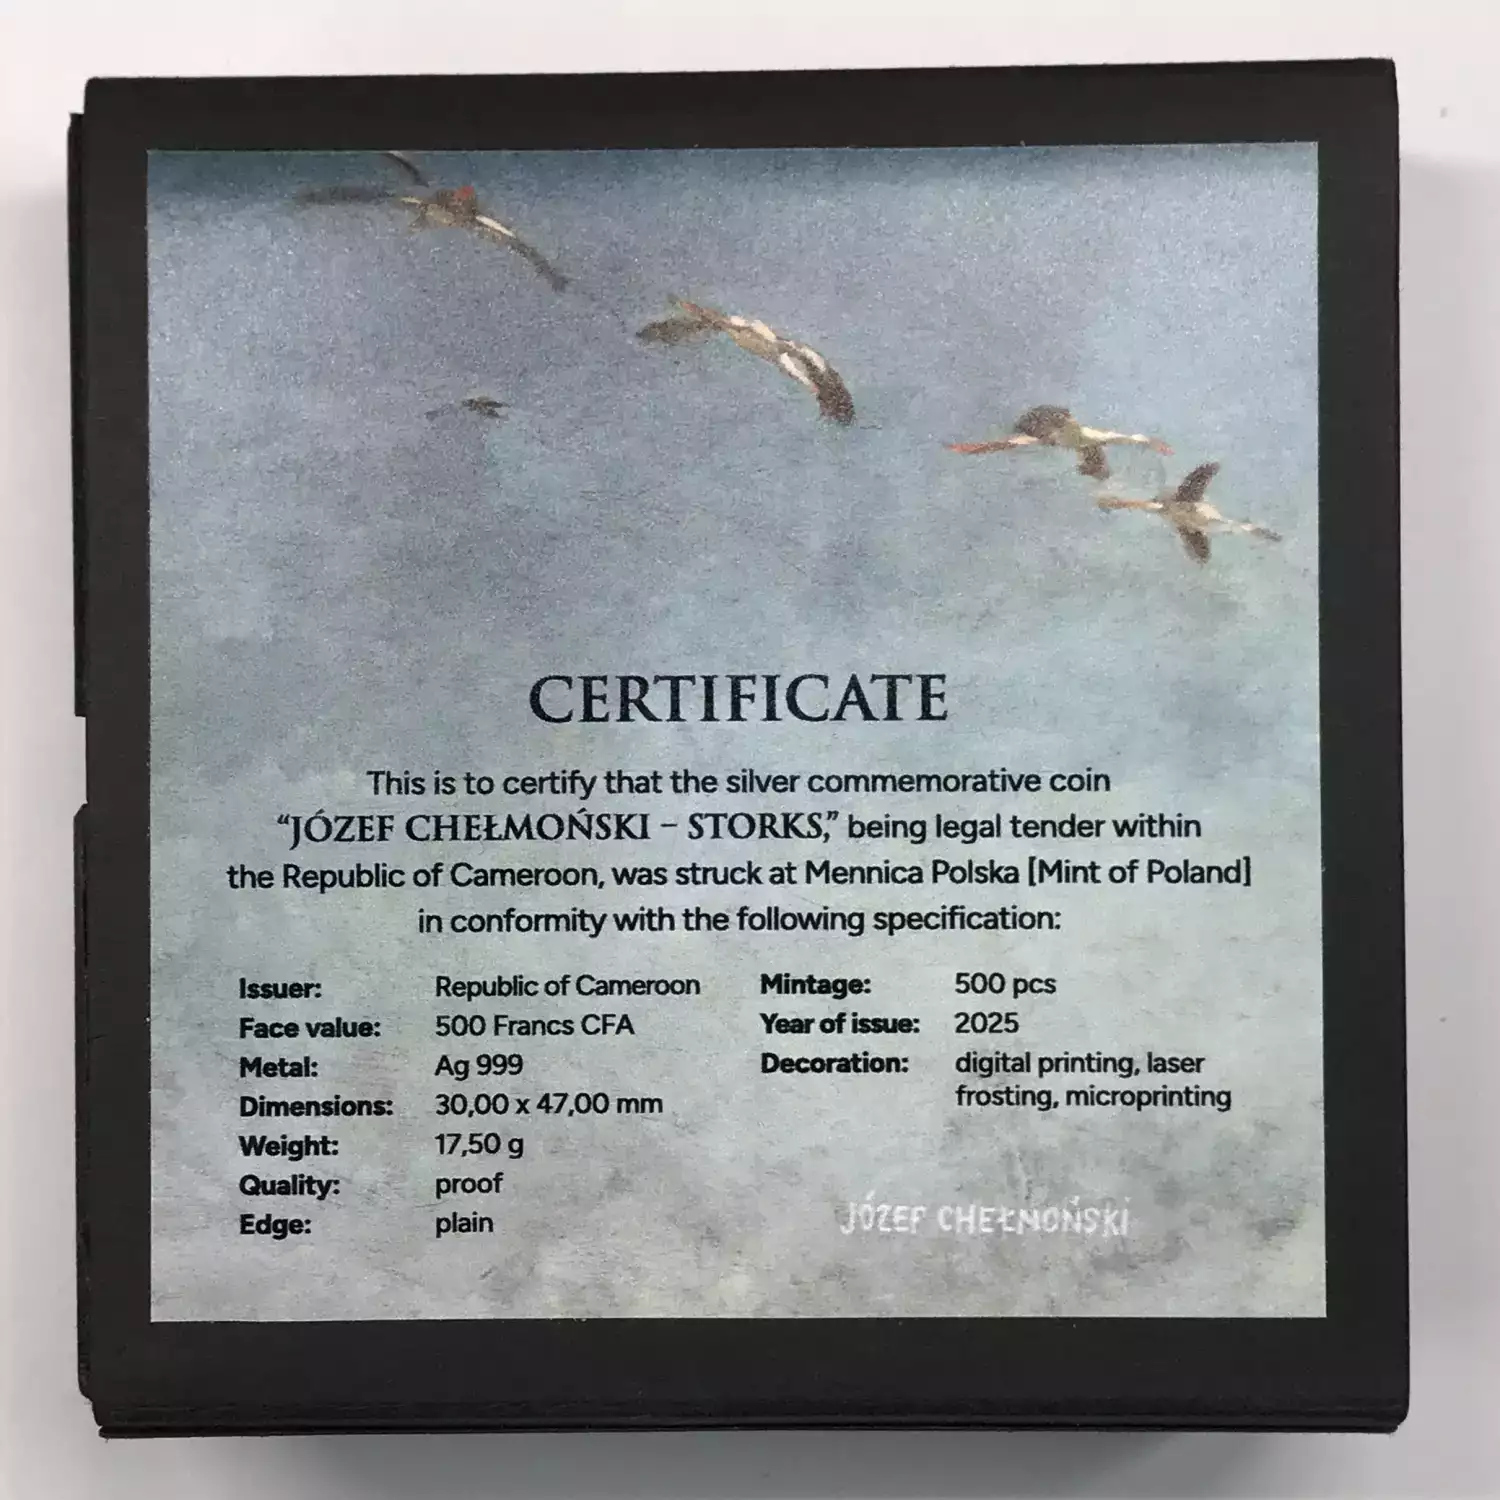 CERTIFICATE
This is to certify that the silver commemorative coin
“JÓZEF CHEŁMOŃSKI – STORKS,” being legal tender within
the Republic of Cameroon, was struck at Mennica Polska [Mint of Poland]
in conformity with the following specification:
Issuer: Republic of Cameroon
Face value: 500 Francs CFA
Metal: Ag 999
Dimensions: 30,00 x 47,00 mm
Weight: 17,50 g
Quality: proof
Edge: plain
Mintage: 500 pcs
Year of issue: 2025
Decoration: digital printing, laser
frosting, microprinting
JÓZEF CHEŁMOŃSKI